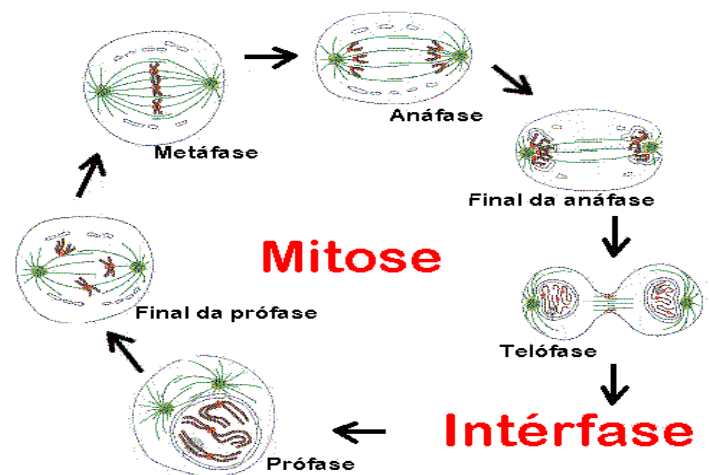 Metáfase
Anáfase
Final da anáfase
Mitose
Final da prófase
Telófase
Intérfase
Prófase